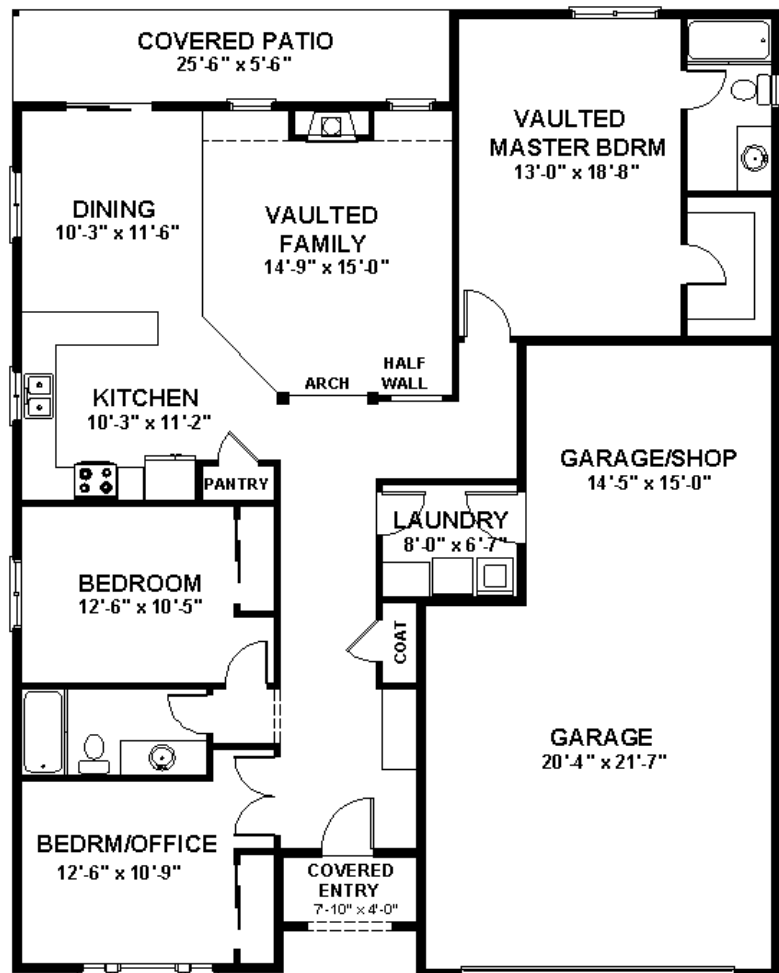 COVERED PATIO
25'-6" x 5'-6"
VAULTED
MASTER BDRM
13'-0" x 18'-8"
DINING
10'-3" x 11'-6"
VAULTED
FAMILY
14'-9" x 15'-0"
KITCHEN
10'-3" x 11'-2"
ARCH
HALF
WALL
PANTRY
GARAGE/SHOP
14'-5" x 15'-0"
LAUNDRY
8'-0" x 6'-7"
BEDROOM
12'-6" x 10'-5"
COAT
GARAGE
20'-4" x 21'-7"
BEDRM/OFFICE
12'-6" x 10'-9"
COVERED
ENTRY
7'-10" x 4'-0"